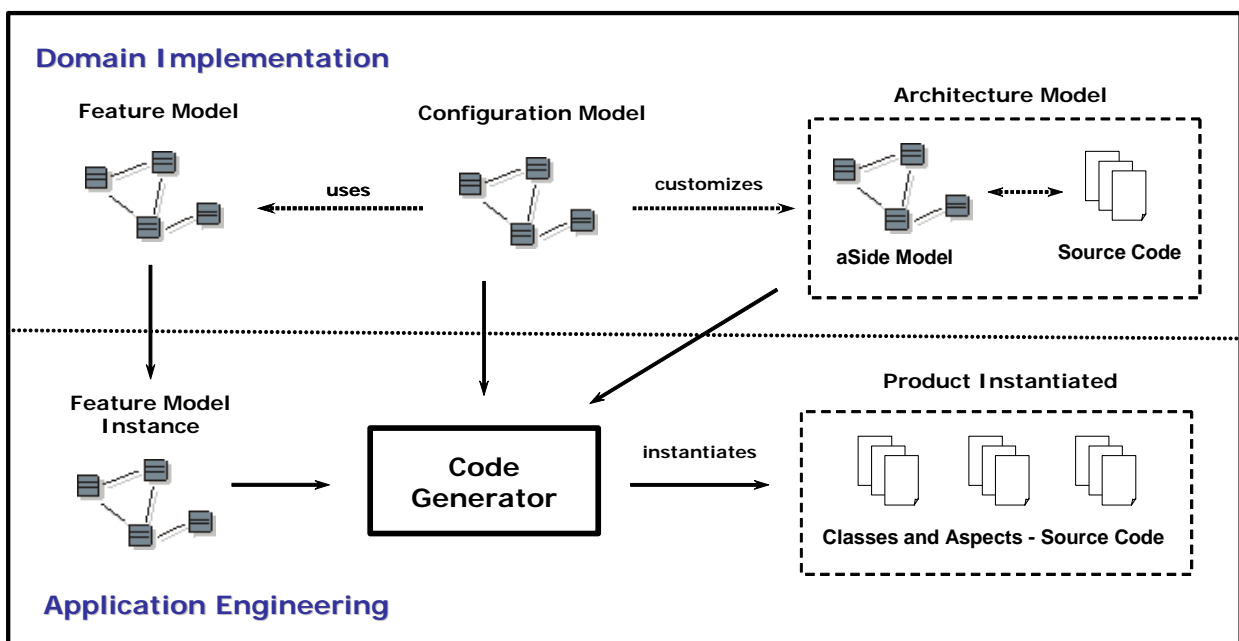 Domain Implementation
Feature Model
Configuration Model
Architecture Model
uses
customizes
aSide Model
Source Code
Feature Model
Instance
Code
Generator
instantiates
Product Instantiated
Classes and Aspects - Source Code
Application Engineering